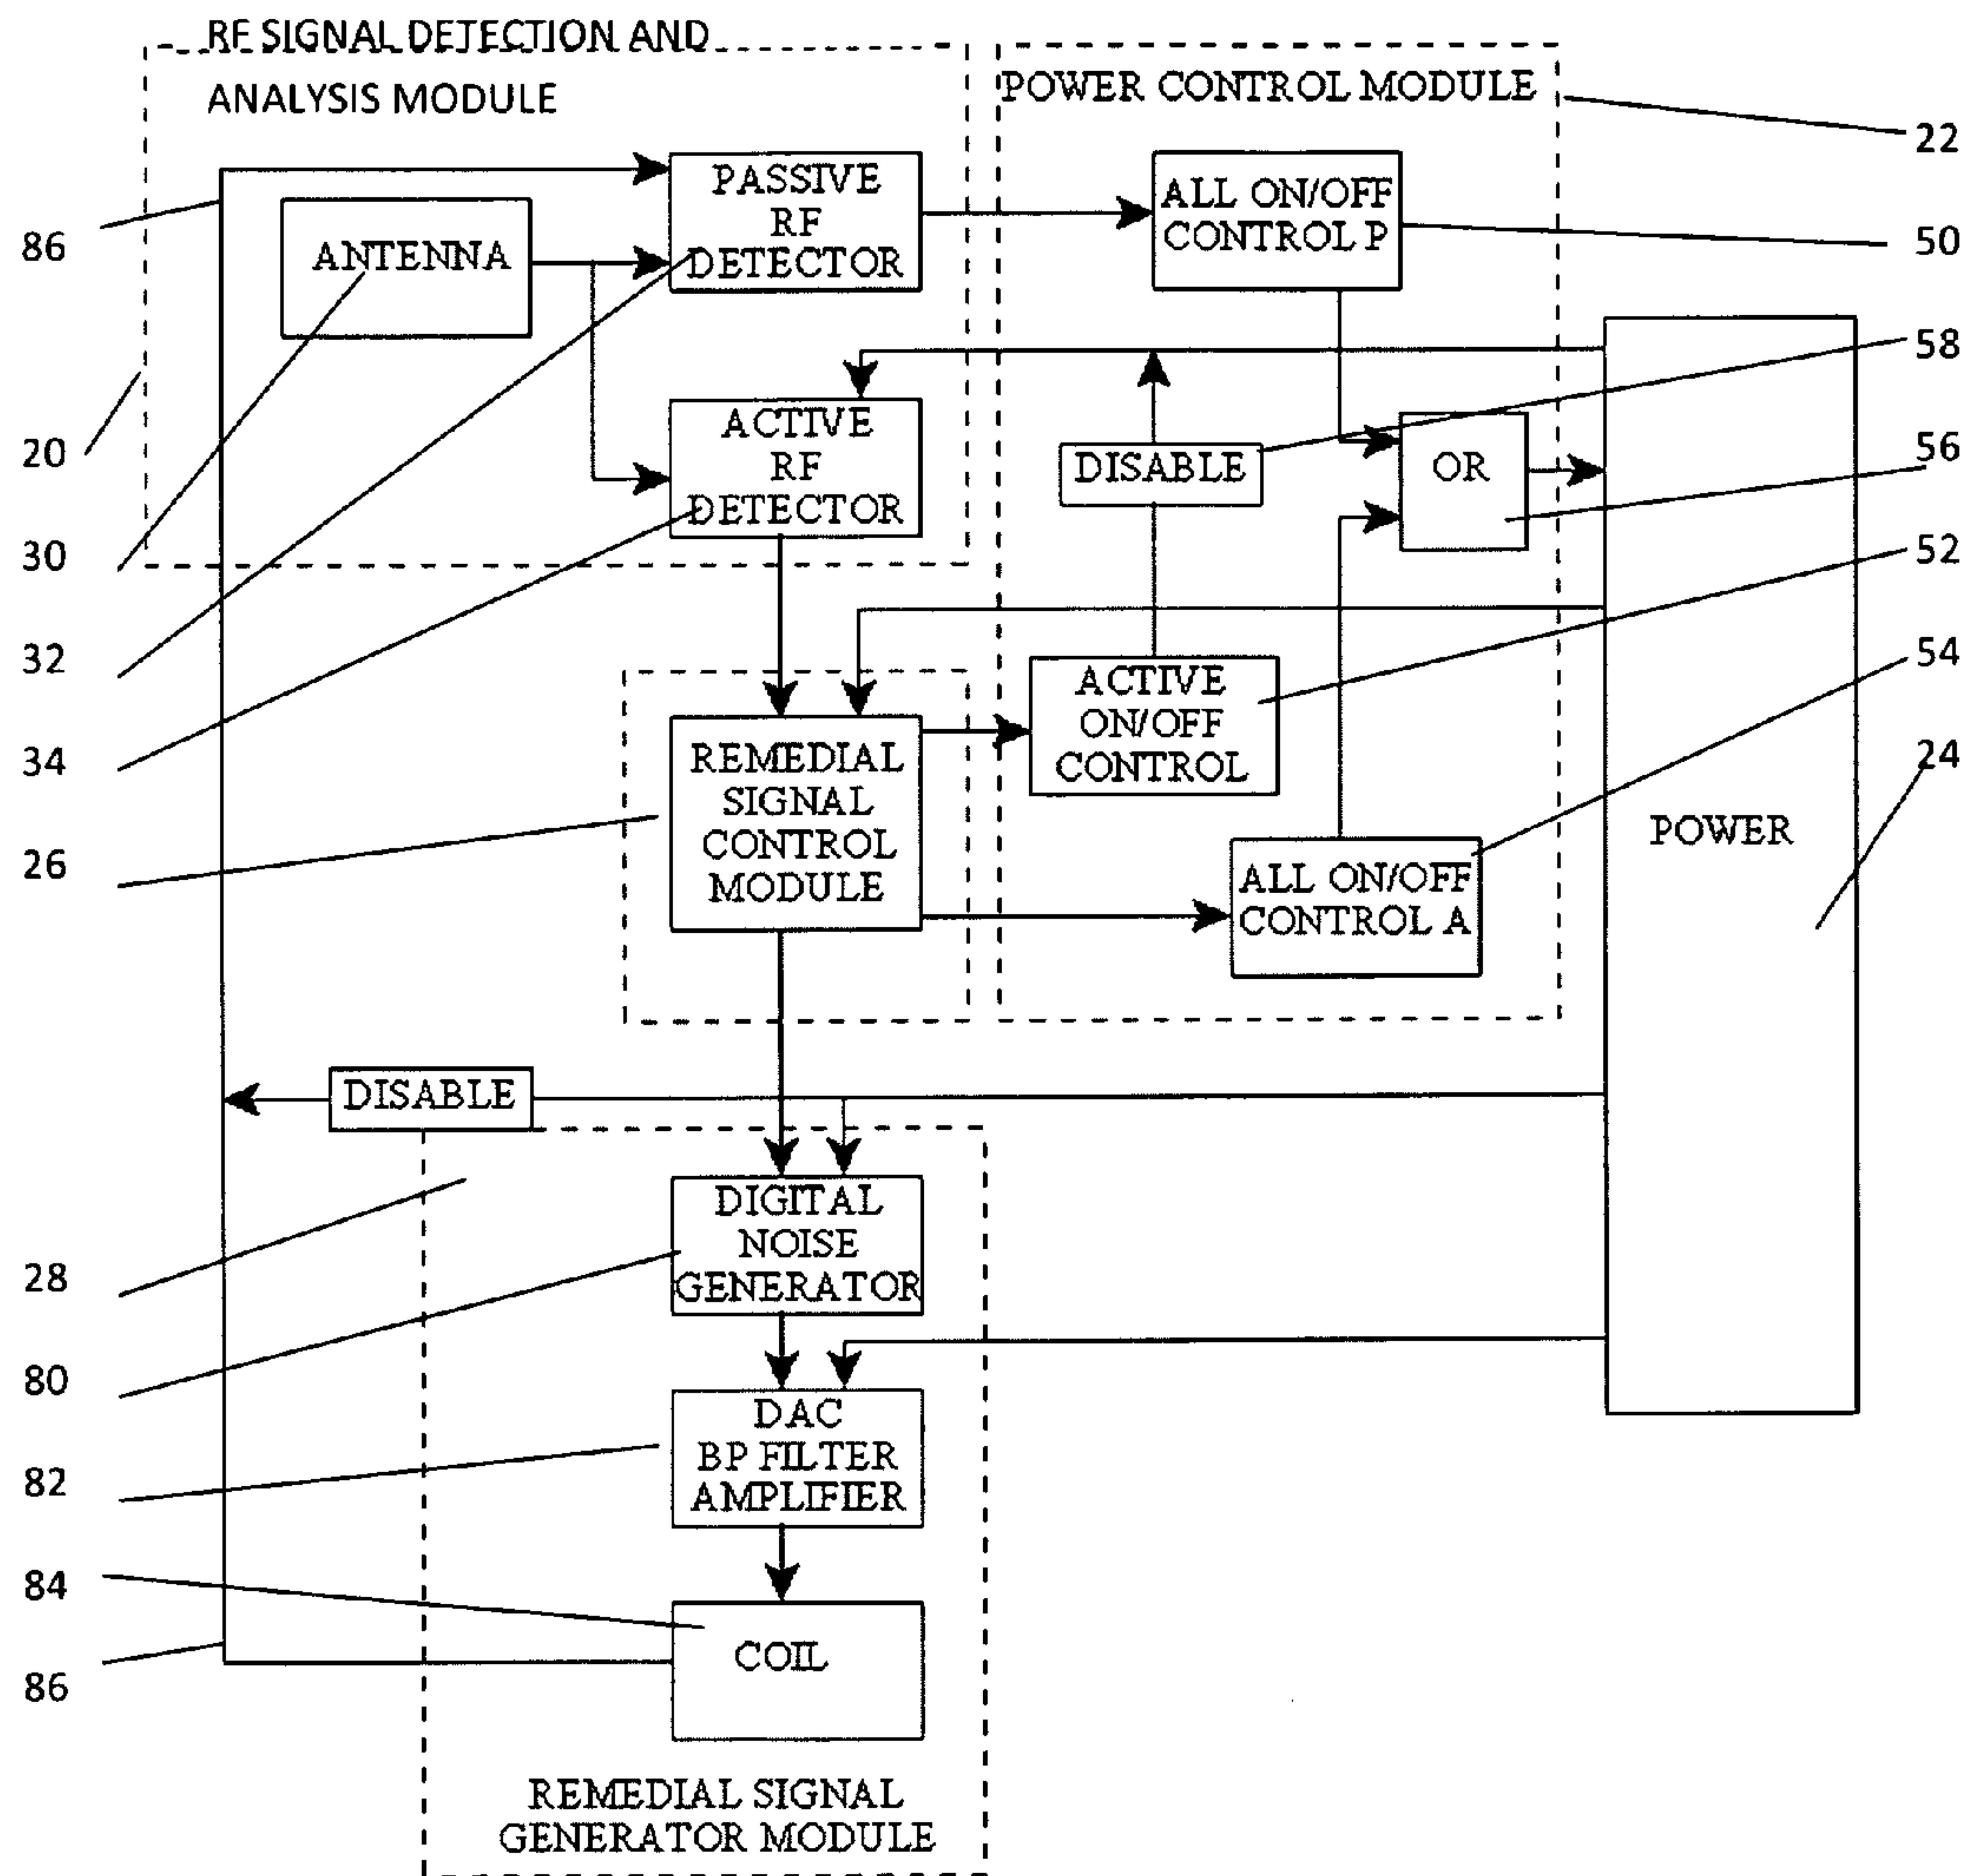 RF SIGNAL DETECTION AND
ANALYSIS MODULE
POWER CONTROL MODULE
22
PASSIVE
RF
DETECTOR
ALL ON/OFF
CONTROL P
86
ANTENNA
50
58
20
ACTIVE
RF
DETECTOR
DISABLE
OR
56
30
52
32
ACTIVE
ON/OFF
CONTROL
54
34
REMEDIAL
SIGNAL
CONTROL
MODULE
24
POWER
26
ALL ON/OFF
CONTROL A
DISABLE
28
DIGITAL
NOISE
GENERATOR
80
DAC
BP FILTER
AMPLIFIER
82
84
COIL
86
REMEDIAL SIGNAL
GENERATOR MODULE